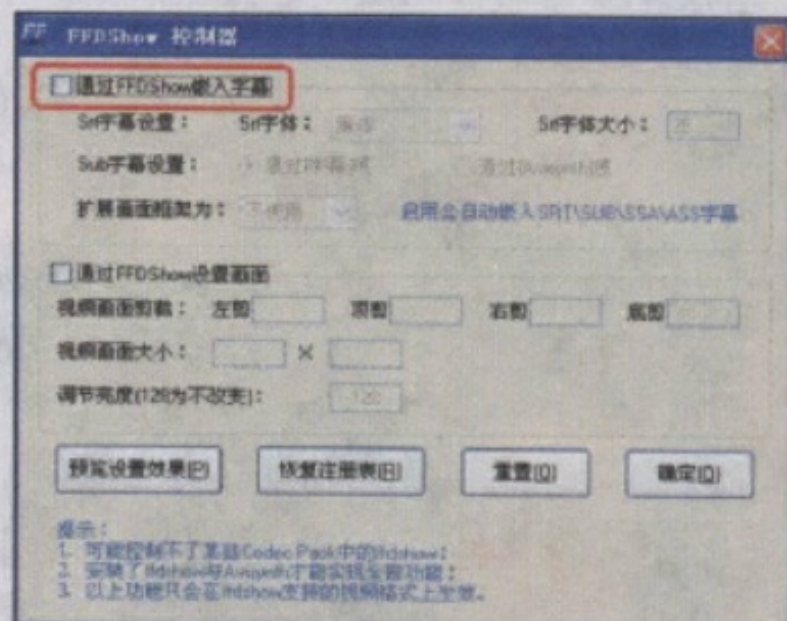 FFDShow 控制器
通过FFDShow嵌入字幕
Srt字幕设置： Srt字体： Srt字体大小：
Sub字幕设置：
扩展画面框架为： 不使用 启用会自动嵌入SRT\SUB\SSA\ASS字幕
通过FFDShow设置画面
视频画面剪裁： 左剪 顶剪 右剪 底剪
视频画面大小： ×
调节亮度(128为不改变)： 128
预览设置效果(P) 恢复注册表(R) 重置(Q) 确定(O)
提示：
1. 可能控制不了某些Codec Pack中的ffdshow；
2. 安装了ffdshow与Avisynth才能实现全部功能；
3. 以上功能只会在ffdshow支持的视频格式上生效。